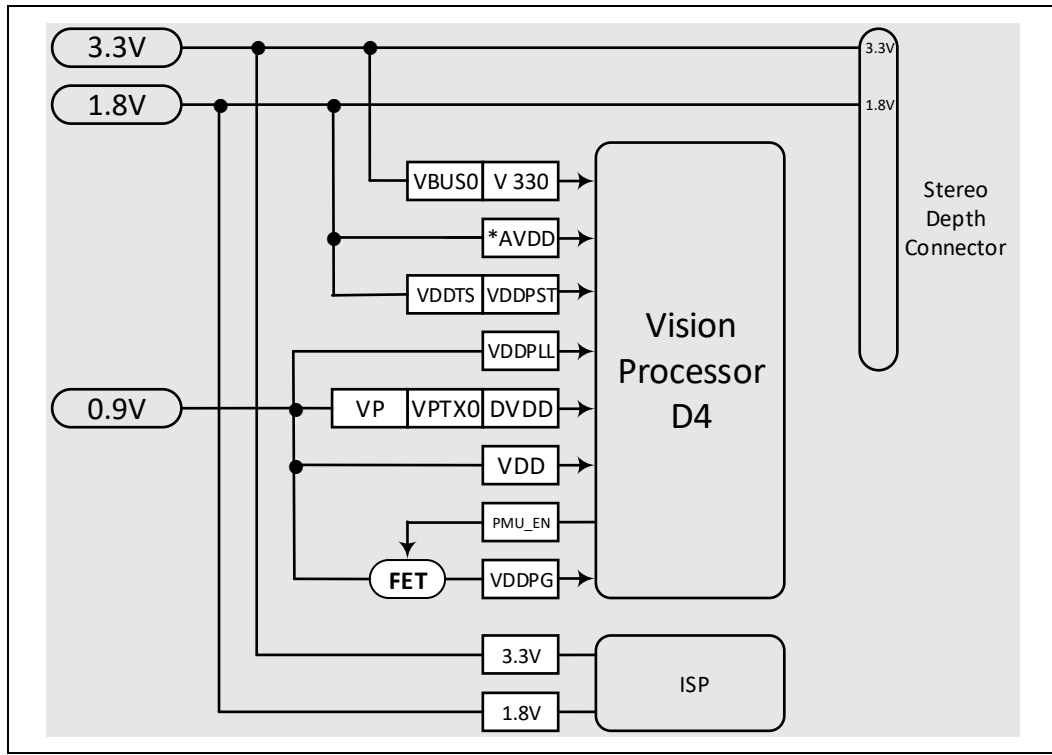 3.3V
3.3V
1.8V
1.8V
VBUS0 V 330
Stereo
Depth
Connector
*AVDD
VDDTS VDDPST
Vision
Processor
D4
VDDPLL
0.9V
VP VPTX0 DVDD
VDD
PMU_EN
FET
VDDPG
3.3V
ISP
1.8V